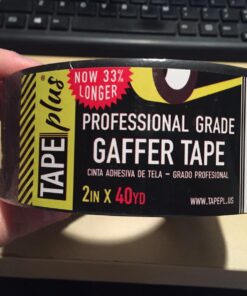 NOW 33%
LONGER
TAPE plus®
PROFESSIONAL GRADE
GAFFER TAPE
CINTA ADHESIVA DE TELA – GRADO PROFESIONAL
2IN X 40YD
WWW.TAPEPL.US